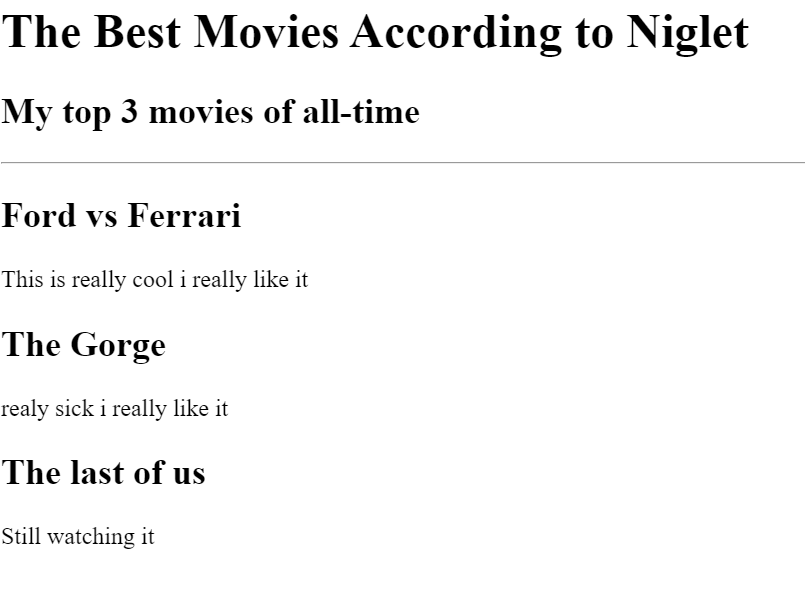 The Best Movies According to Niglet
My top 3 movies of all-time
Ford vs Ferrari
This is really cool i really like it
The Gorge
realy sick i really like it
The last of us
Still watching it